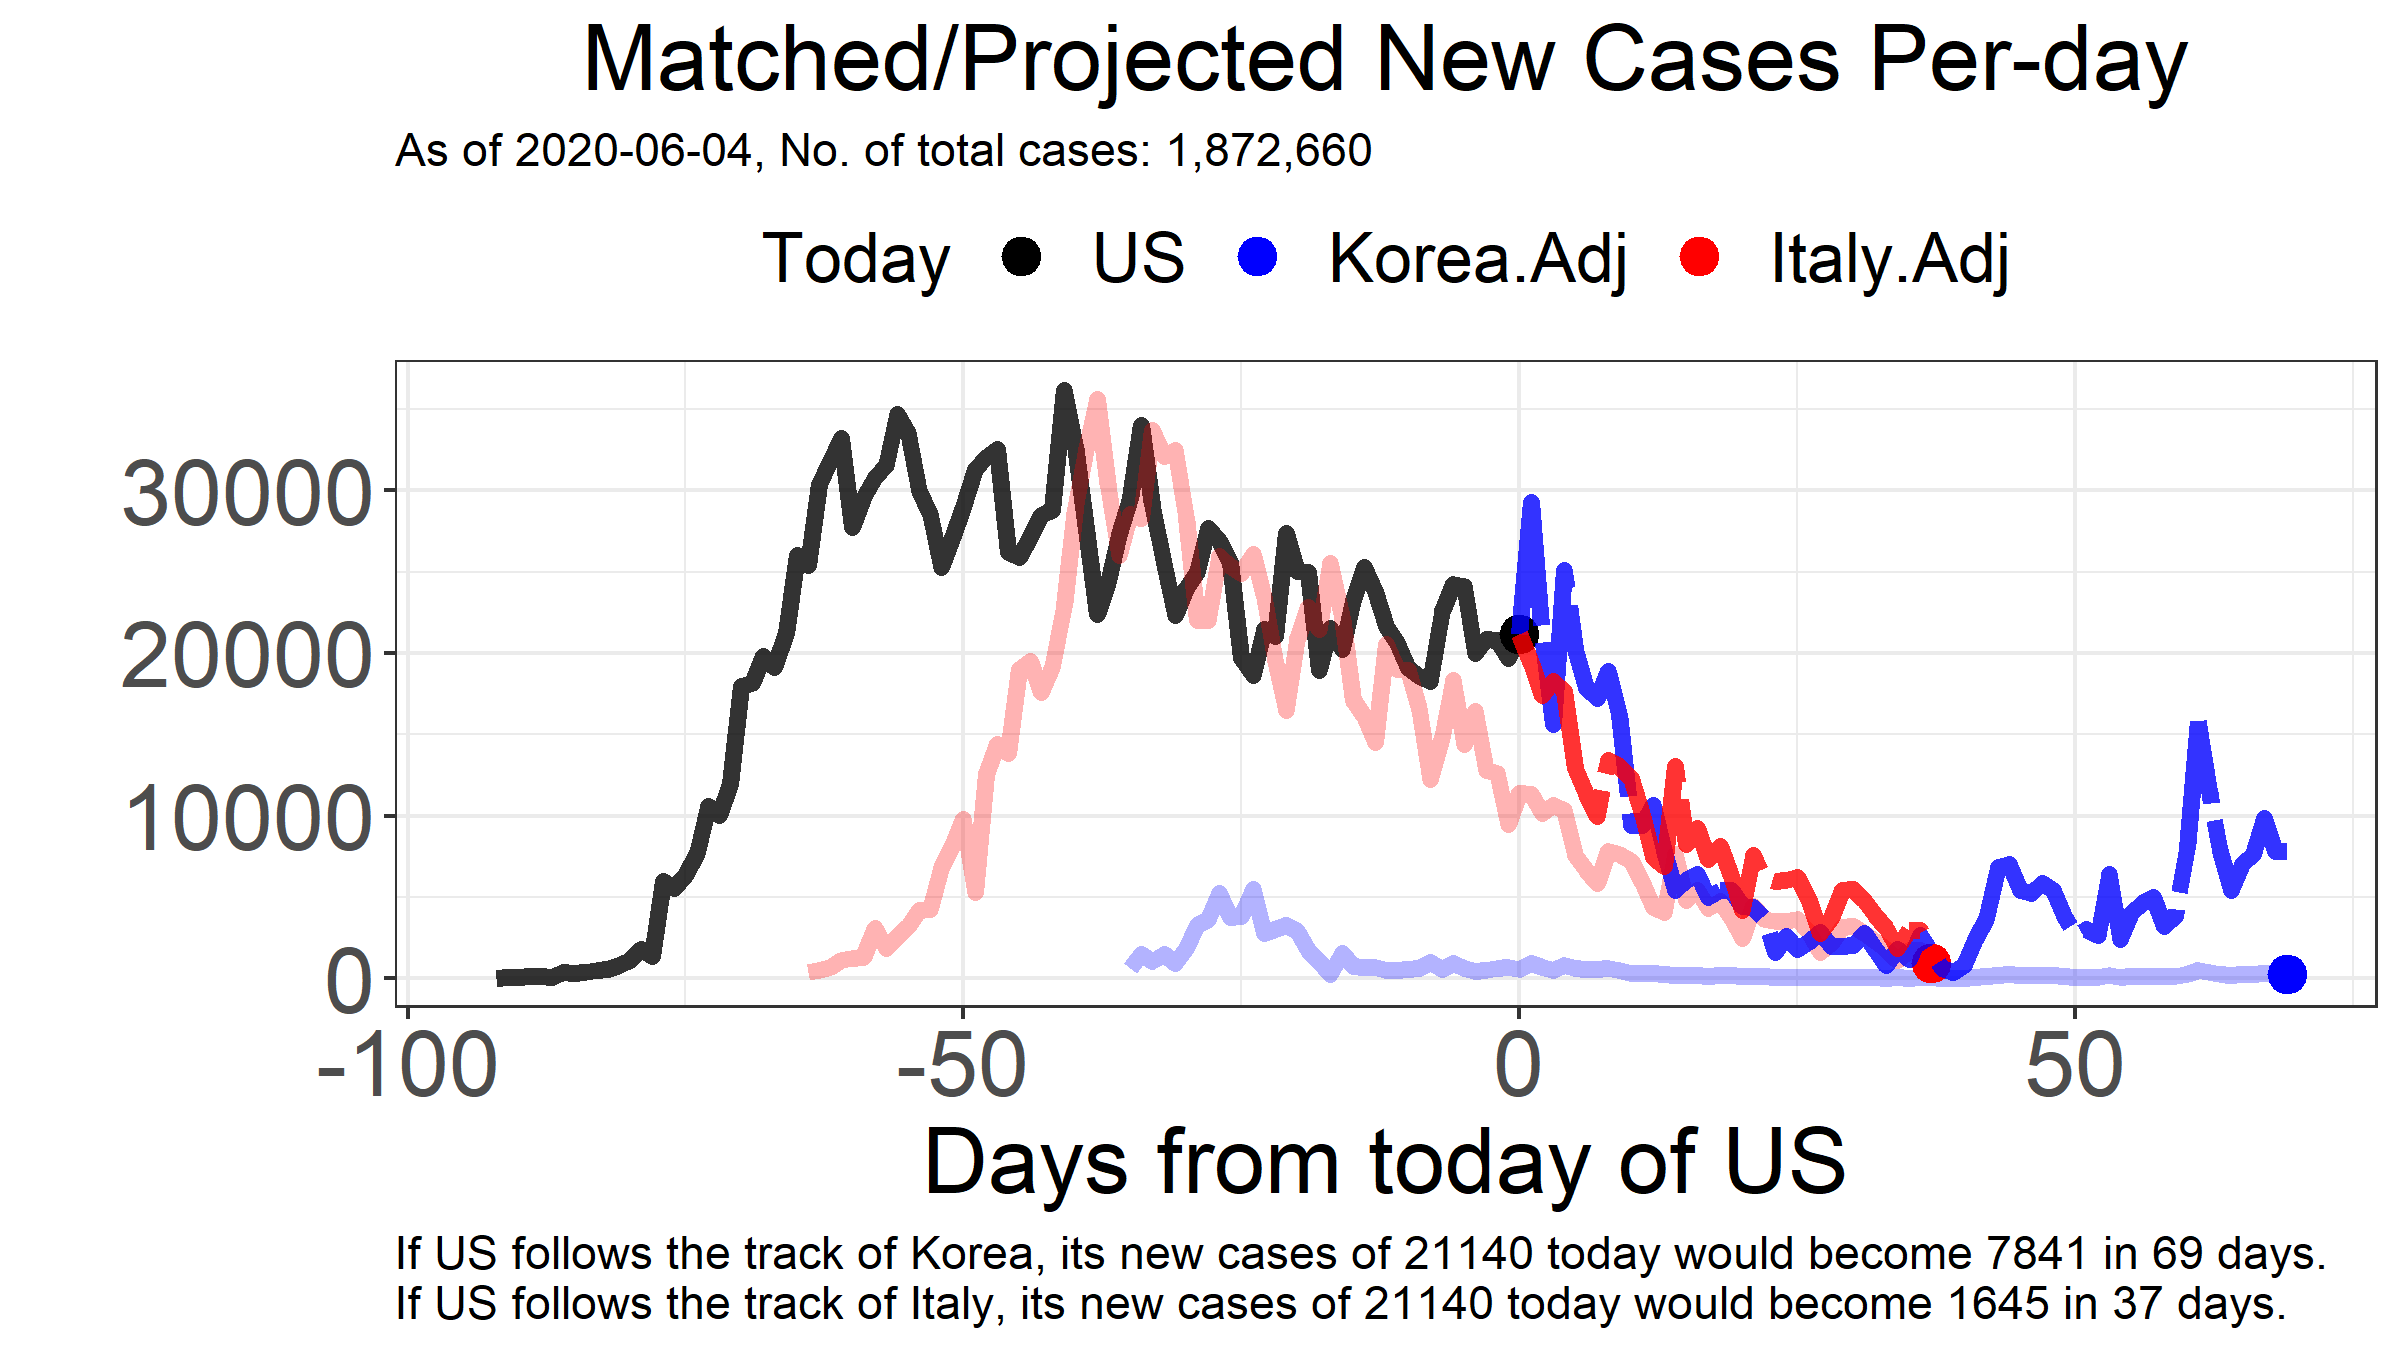 Matched/Projected New Cases Per-day
As of 2020-06-04, No. of total cases: 1,872,660
Today US Korea.Adj Italy.Adj
30000
20000
10000
0
-100 -50 0 50
Days from today of US
If US follows the track of Korea, its new cases of 21140 today would become 7841 in 69 days.
If US follows the track of Italy, its new cases of 21140 today would become 1645 in 37 days.